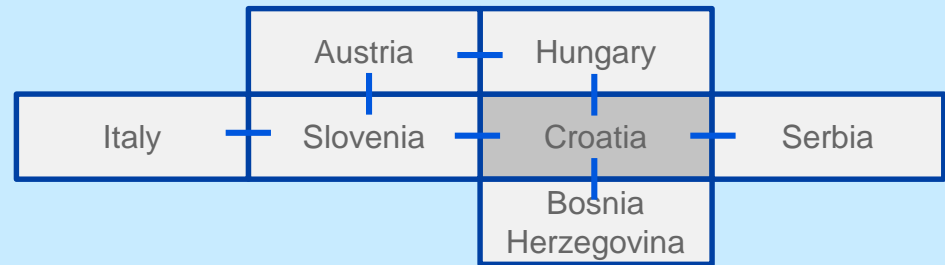 Austria
Hungary
Italy
Slovenia
Croatia
Serbia
Bosnia
Herzegovina